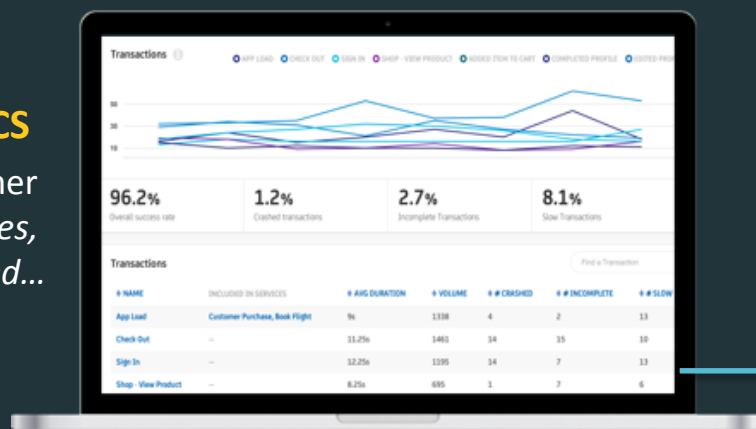 CS
ner
es,
d...
Transactions
APP LOAD CHECK OUT SIGN IN SHOP - VIEW PRODUCT ADDED ITEM TO CART COMPLETED PROFILE EDITED PROF
50
30
10
96.2%
Overall success rate
1.2%
Crashed transactions
2.7%
Incomplete Transactions
8.1%
Slow Transactions
Transactions
Find a Transaction
NAME INCLUDED IN SERVICES AVG DURATION VOLUME # CRASHED # INCOMPLETE # SLOW
App Load Customer Purchase, Book Flight 9s 1338 4 2 13
Check Out -- 11.25s 1461 14 15 10
Sign In -- 12.25s 1195 14 7 13
Shop - View Product -- 8.25s 695 1 7 6